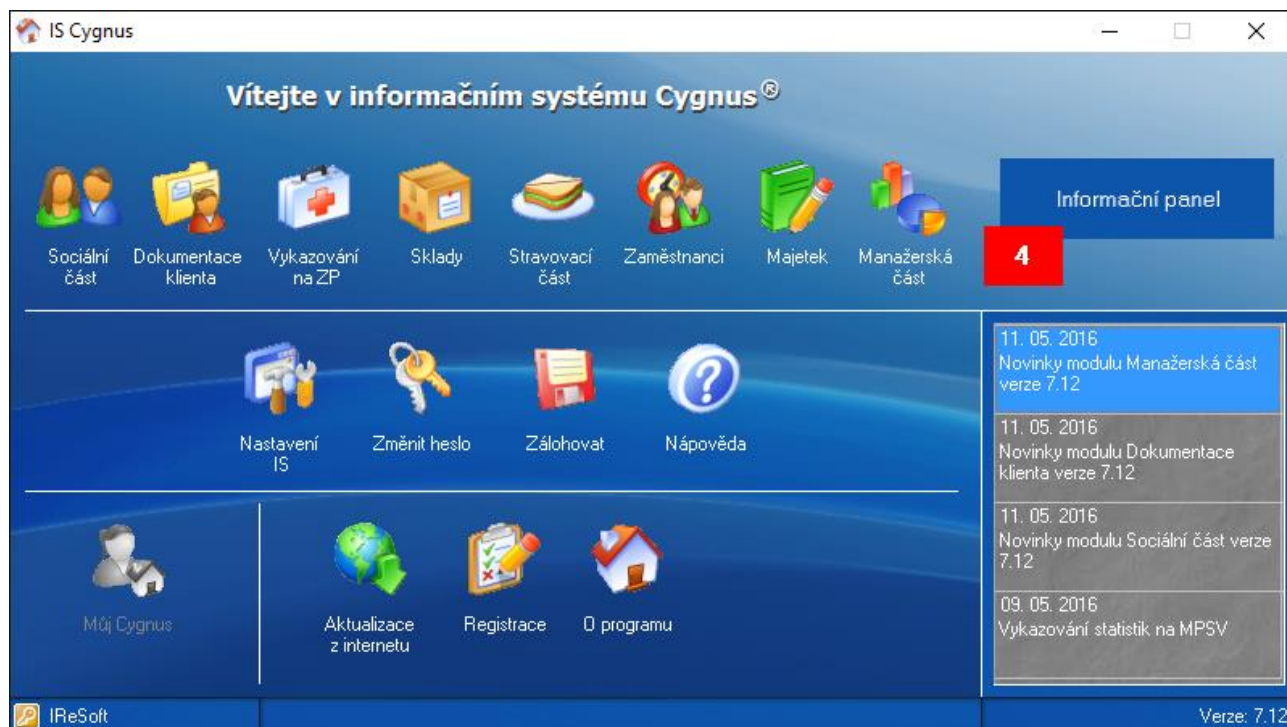 IS Cygnus
Vítejte v informačním systému Cygnus®
Sociální
část
Dokumentace
klienta
Vykazování
na ZP
Sklady
Stravovací
část
Zaměstnanci
Majetek
Manažerská
část
Informační panel
4
Nastavení
IS
Změnit heslo
Zálohovat
Nápověda
11. 05. 2016
Novinky modulu Manažerská část
verze 7.12
11. 05. 2016
Novinky modulu Dokumentace
klienta verze 7.12
11. 05. 2016
Novinky modulu Sociální část verze
7.12
09. 05. 2016
Vykazování statistik na MPSV
Můj Cygnus
Aktualizace
z internetu
Registrace
O programu
IReSoft
Verze: 7.12